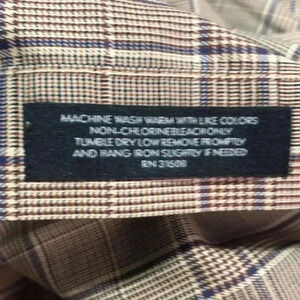 MACHINE WASH WARM WITH LIKE COLORS
NON-CHLORINE BLEACH ONLY
TUMBLE DRY LOW REMOVE PROMPTLY
AND HANG IRON SLIGHTLY IF NEEDED
RN 31608